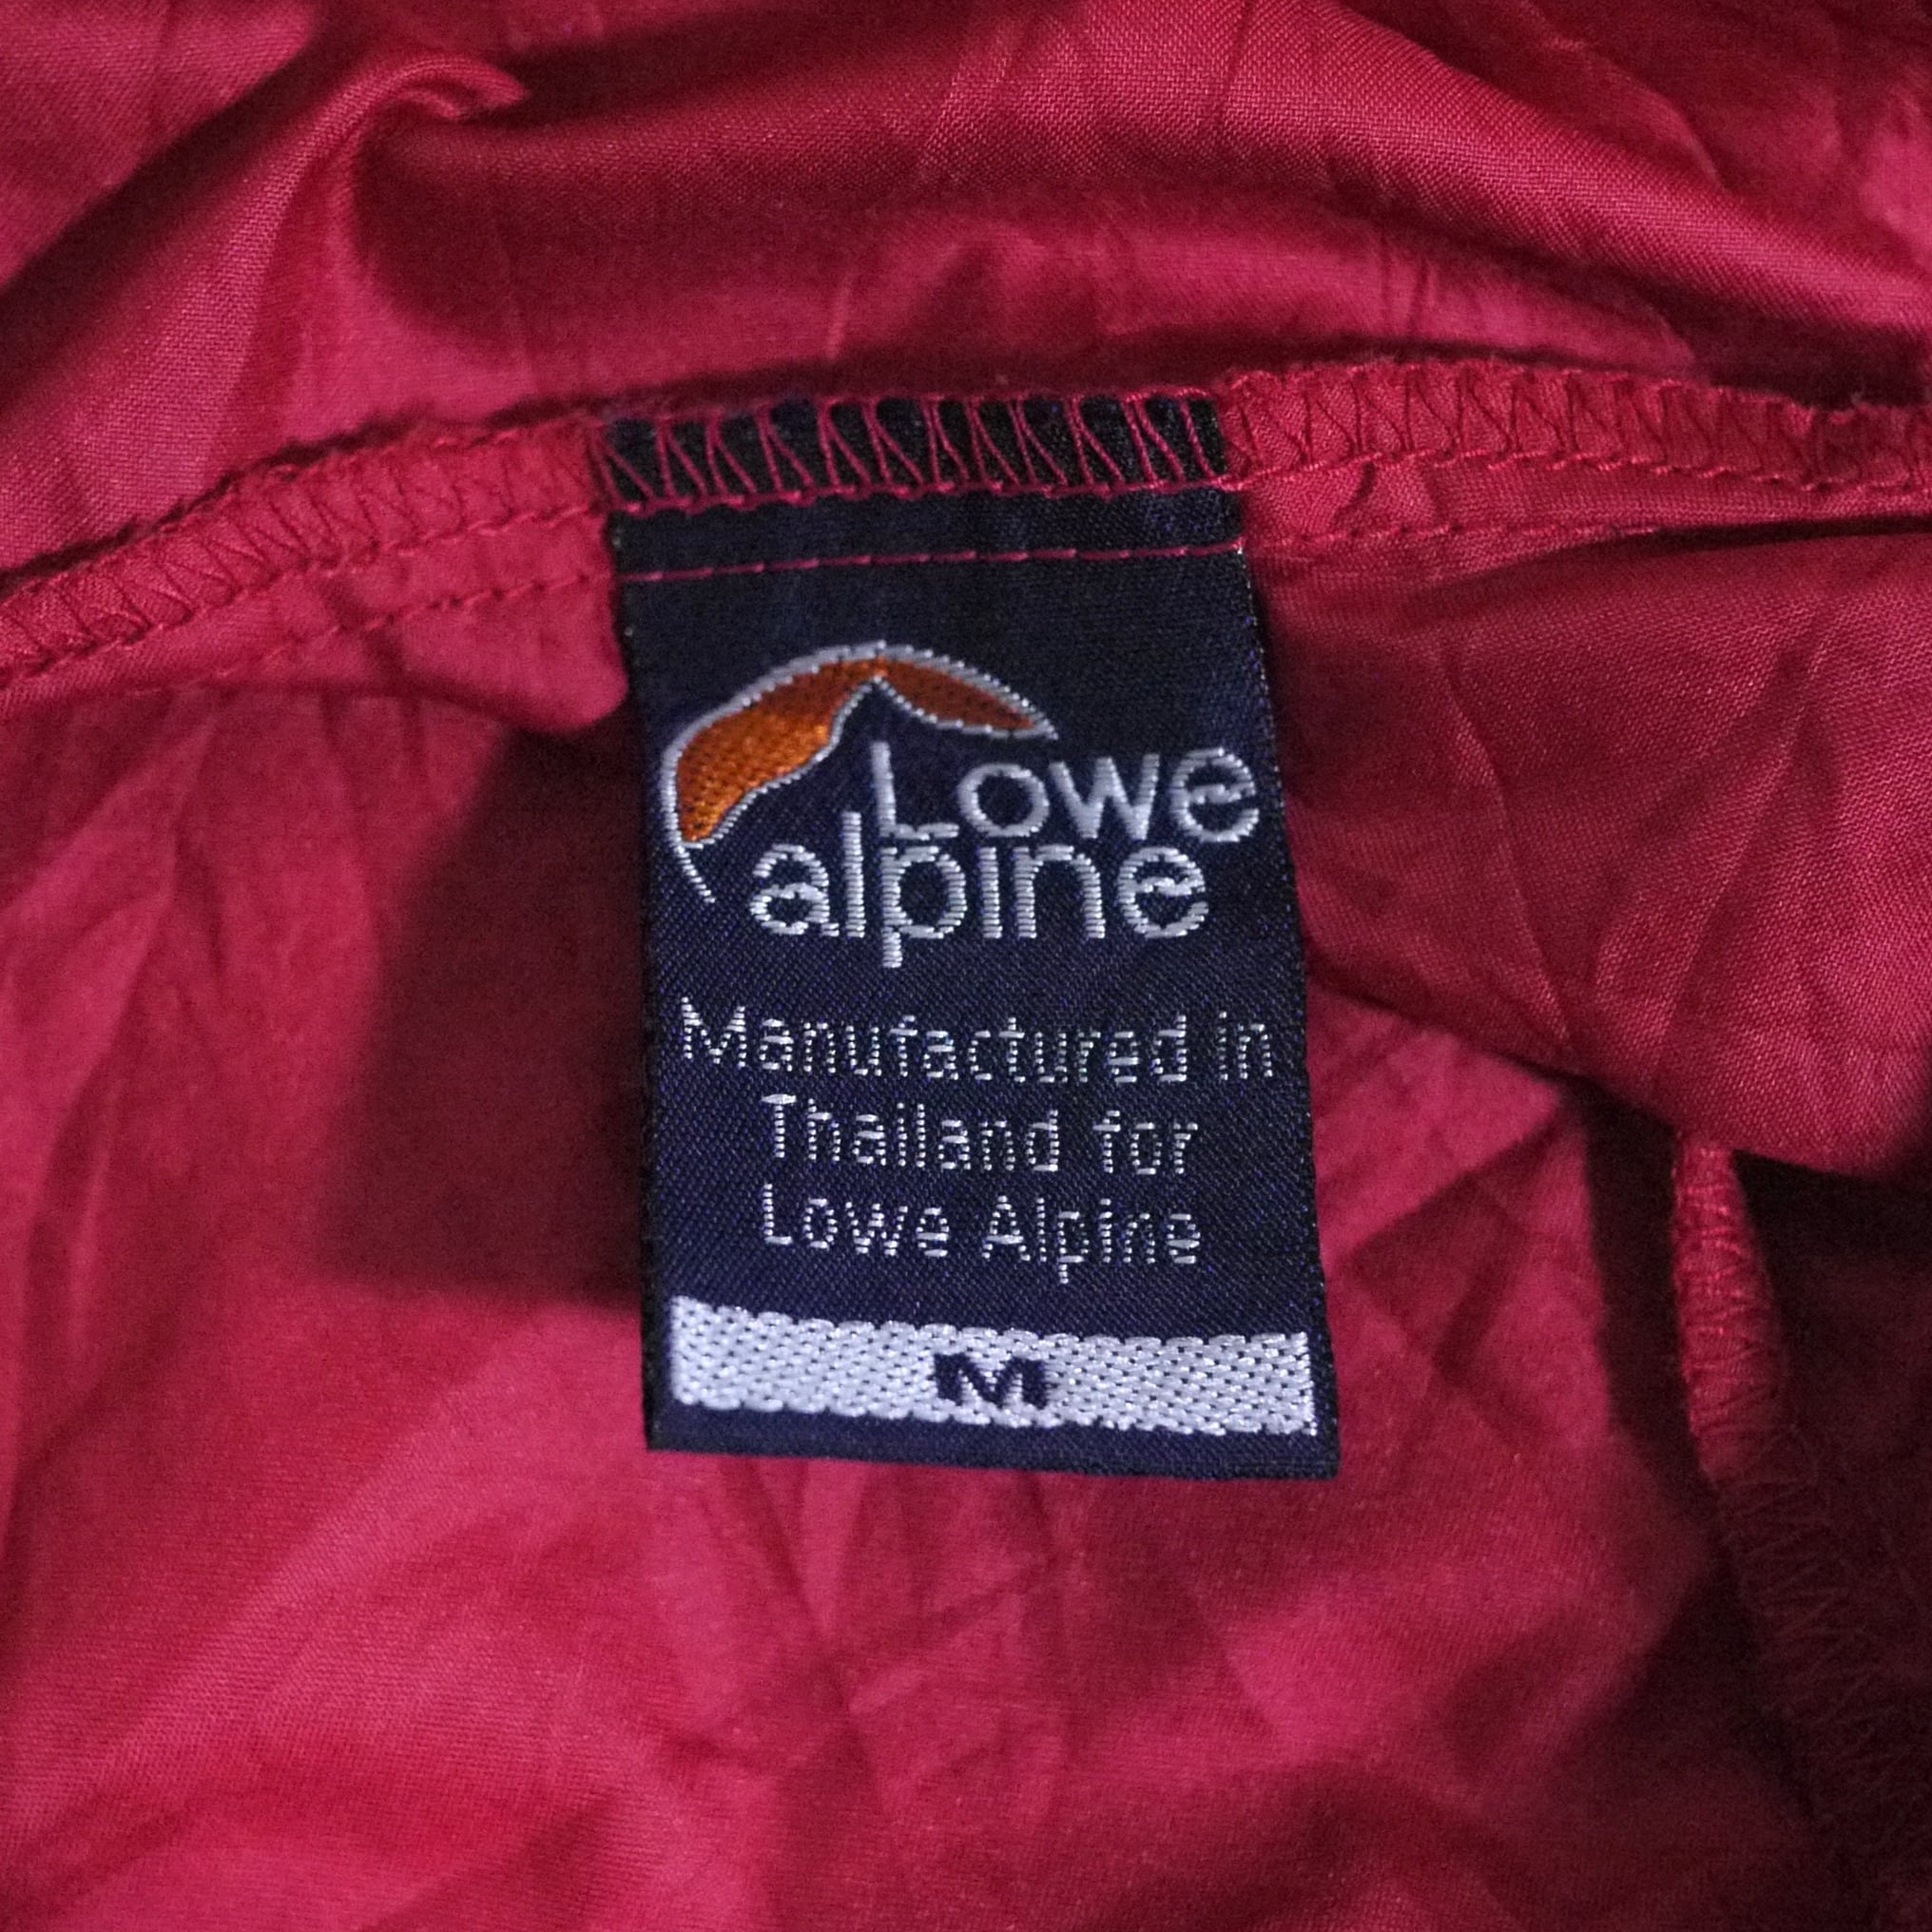 Lowe
alpine
Manufactured in
Thailand for
Lowe Alpine
M